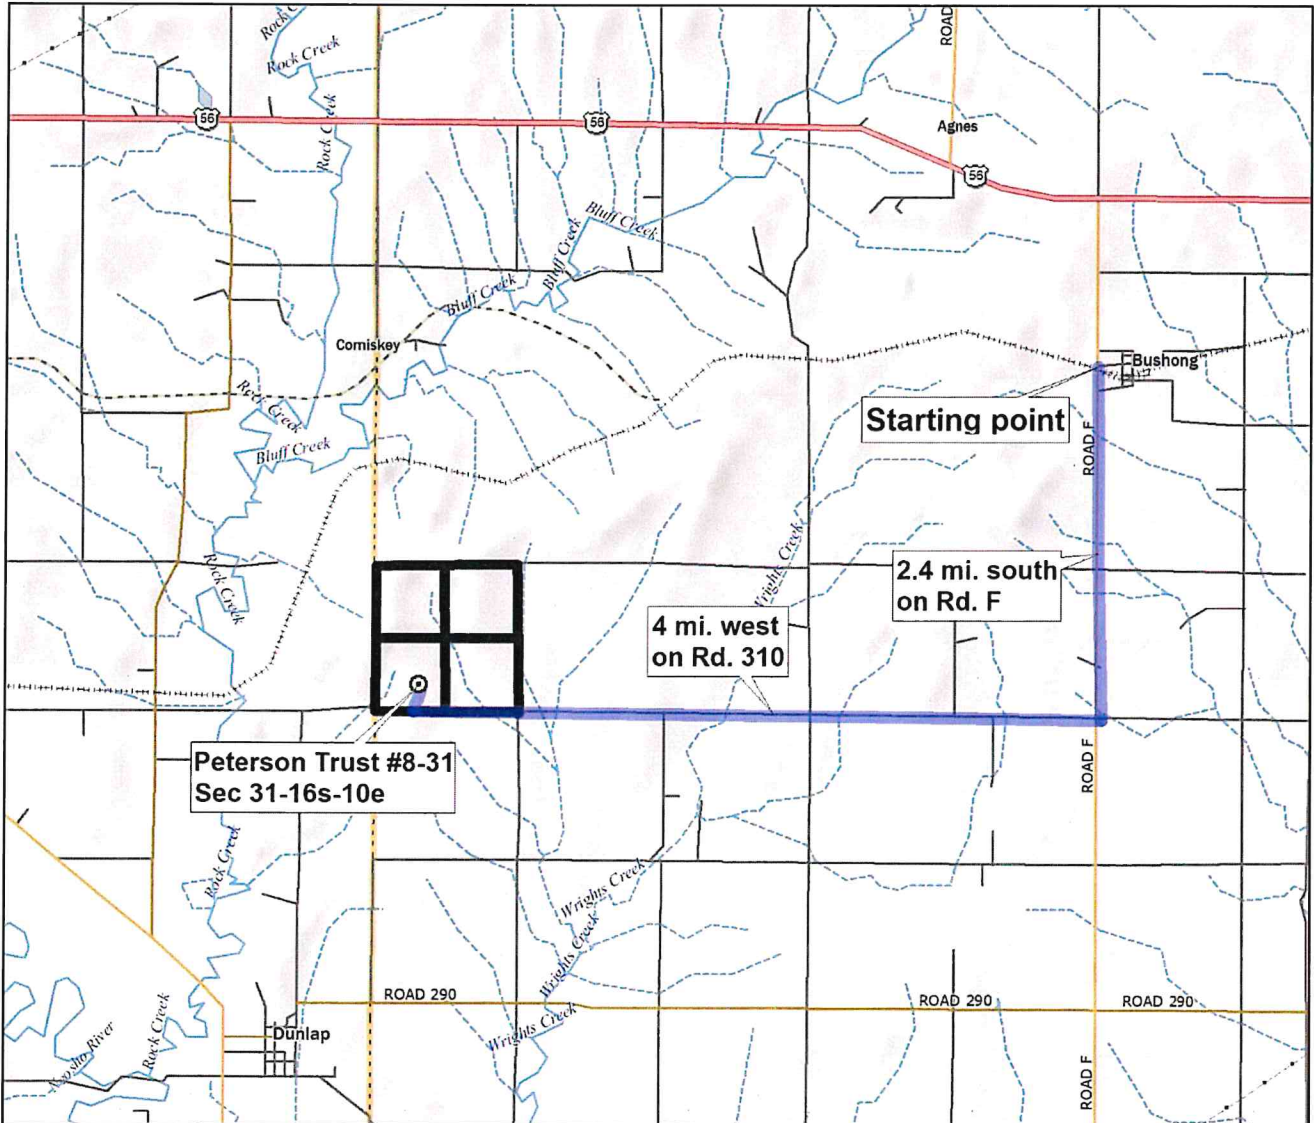 Rock C
ROAD
Rock Creek
Rock Creek
56
56
Agnes
56
Bluff Creek
Bluff Creek
Bluff Creek
Comiskey
Bushong
Rock Creek
Starting point
ROAD F
Bluff Creek
Wrights Creek
Rock Creek
2.4 mi. south
on Rd. F
4 mi. west
on Rd. 310
Peterson Trust #8-31
Sec 31-16s-10e
ROAD F
Rock Creek
Wrights Creek
Wrights Creek
ROAD 290
ROAD 290
ROAD 290
Wrights Creek
Dunlap
Rock Creek
Neosho River
ROAD F